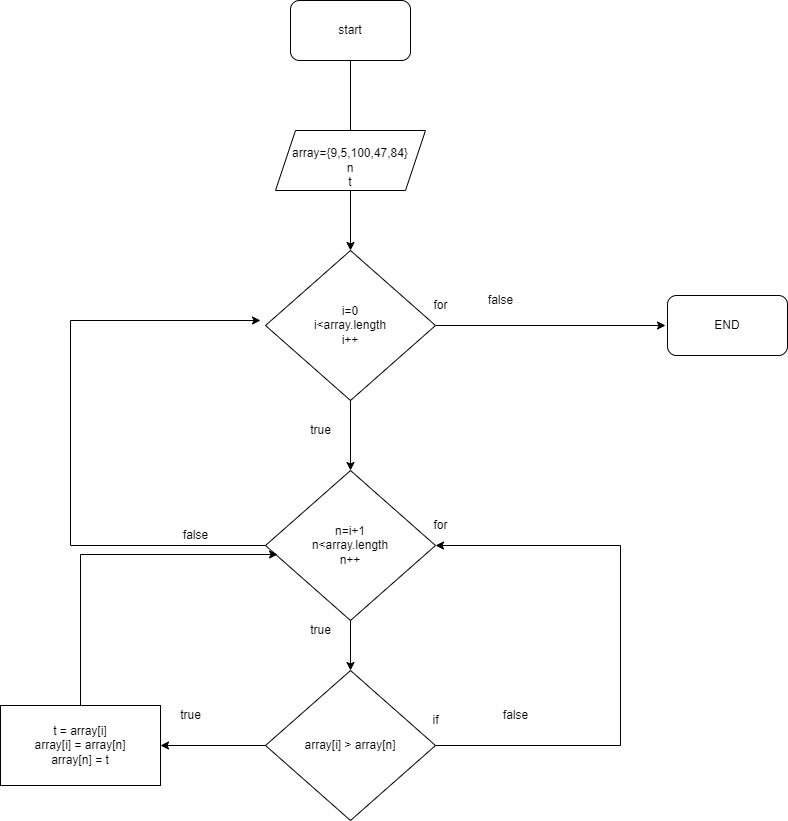 start
array={9,5,100,47,84}
n
t
i=0
i<array.length
i++
for
false
END
true
n=i+1
n<array.length
n++
for
false
true
array[i] > array[n]
if
false
true
t = array[i]
array[i] = array[n]
array[n] = t